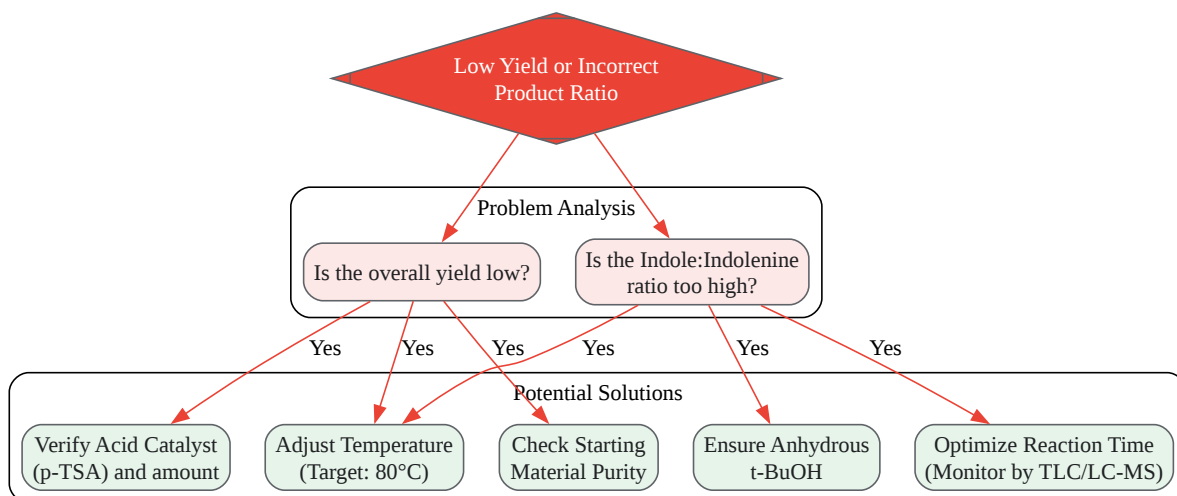 Low Yield or Incorrect
Product Ratio
Problem Analysis
Is the overall yield low?
Is the Indole:Indolenine
ratio too high?
Yes
Yes
Yes
Yes
Yes
Yes
Potential Solutions
Verify Acid Catalyst
(p-TSA) and amount
Adjust Temperature
(Target: 80°C)
Check Starting
Material Purity
Ensure Anhydrous
t-BuOH
Optimize Reaction Time
(Monitor by TLC/LC-MS)